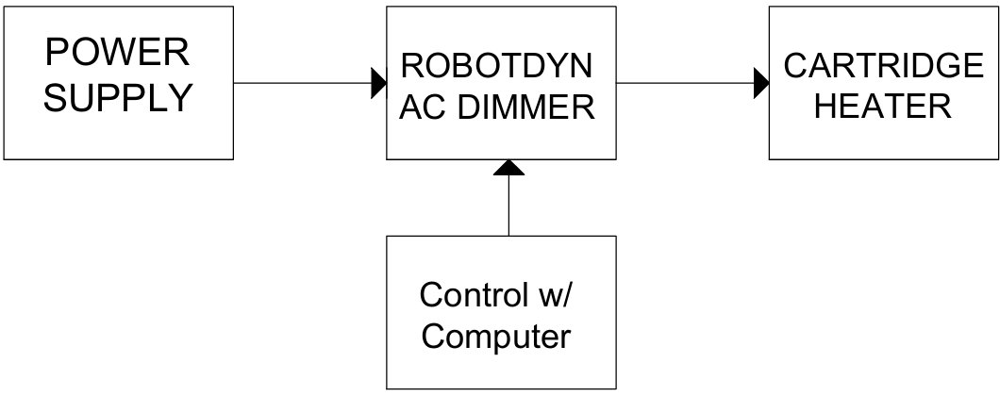 POWER
SUPPLY
ROBOTDYN
AC DIMMER
CARTRIDGE
HEATER
Control w/
Computer